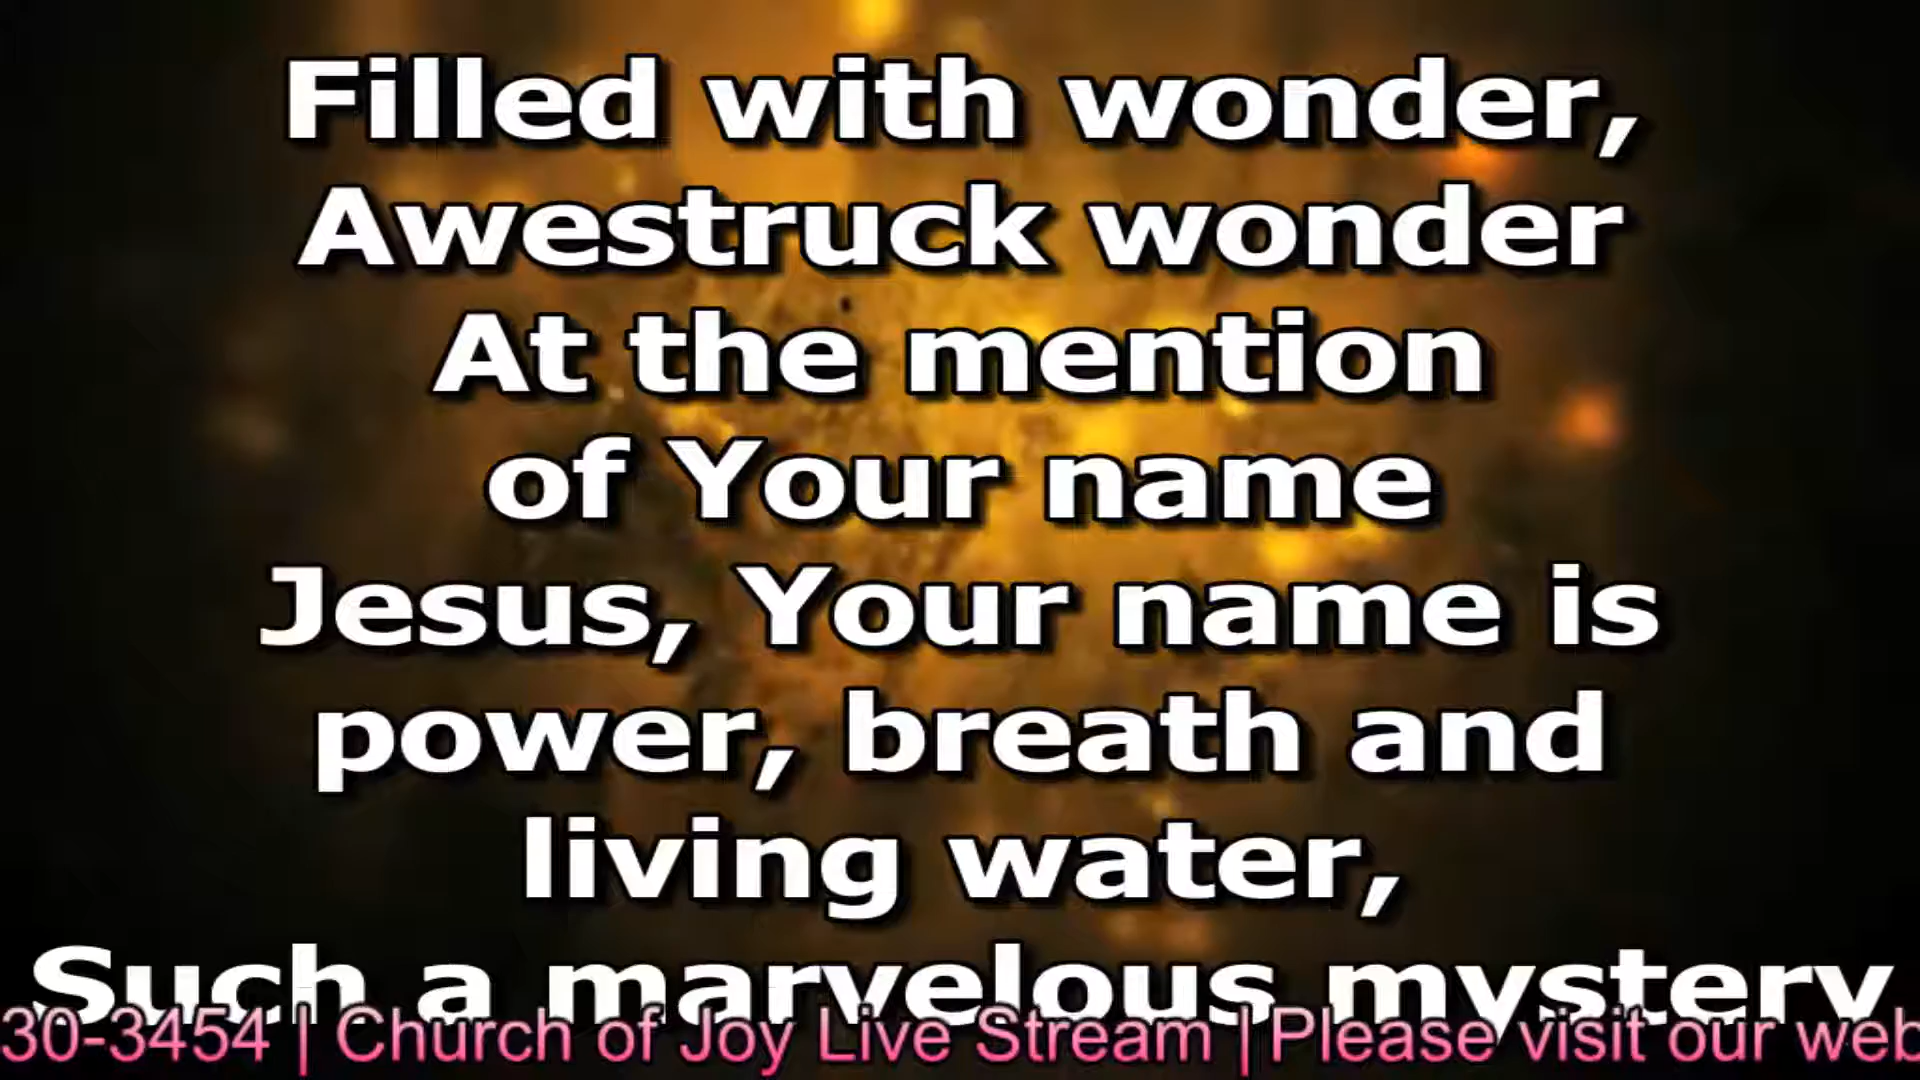 Filled with wonder,
Awestruck wonder
At the mention
of Your name
Jesus, Your name is
power, breath and
living water,
Such a marvelous mystery
30-3454 | Church of Joy Live Stream | Please visit our web